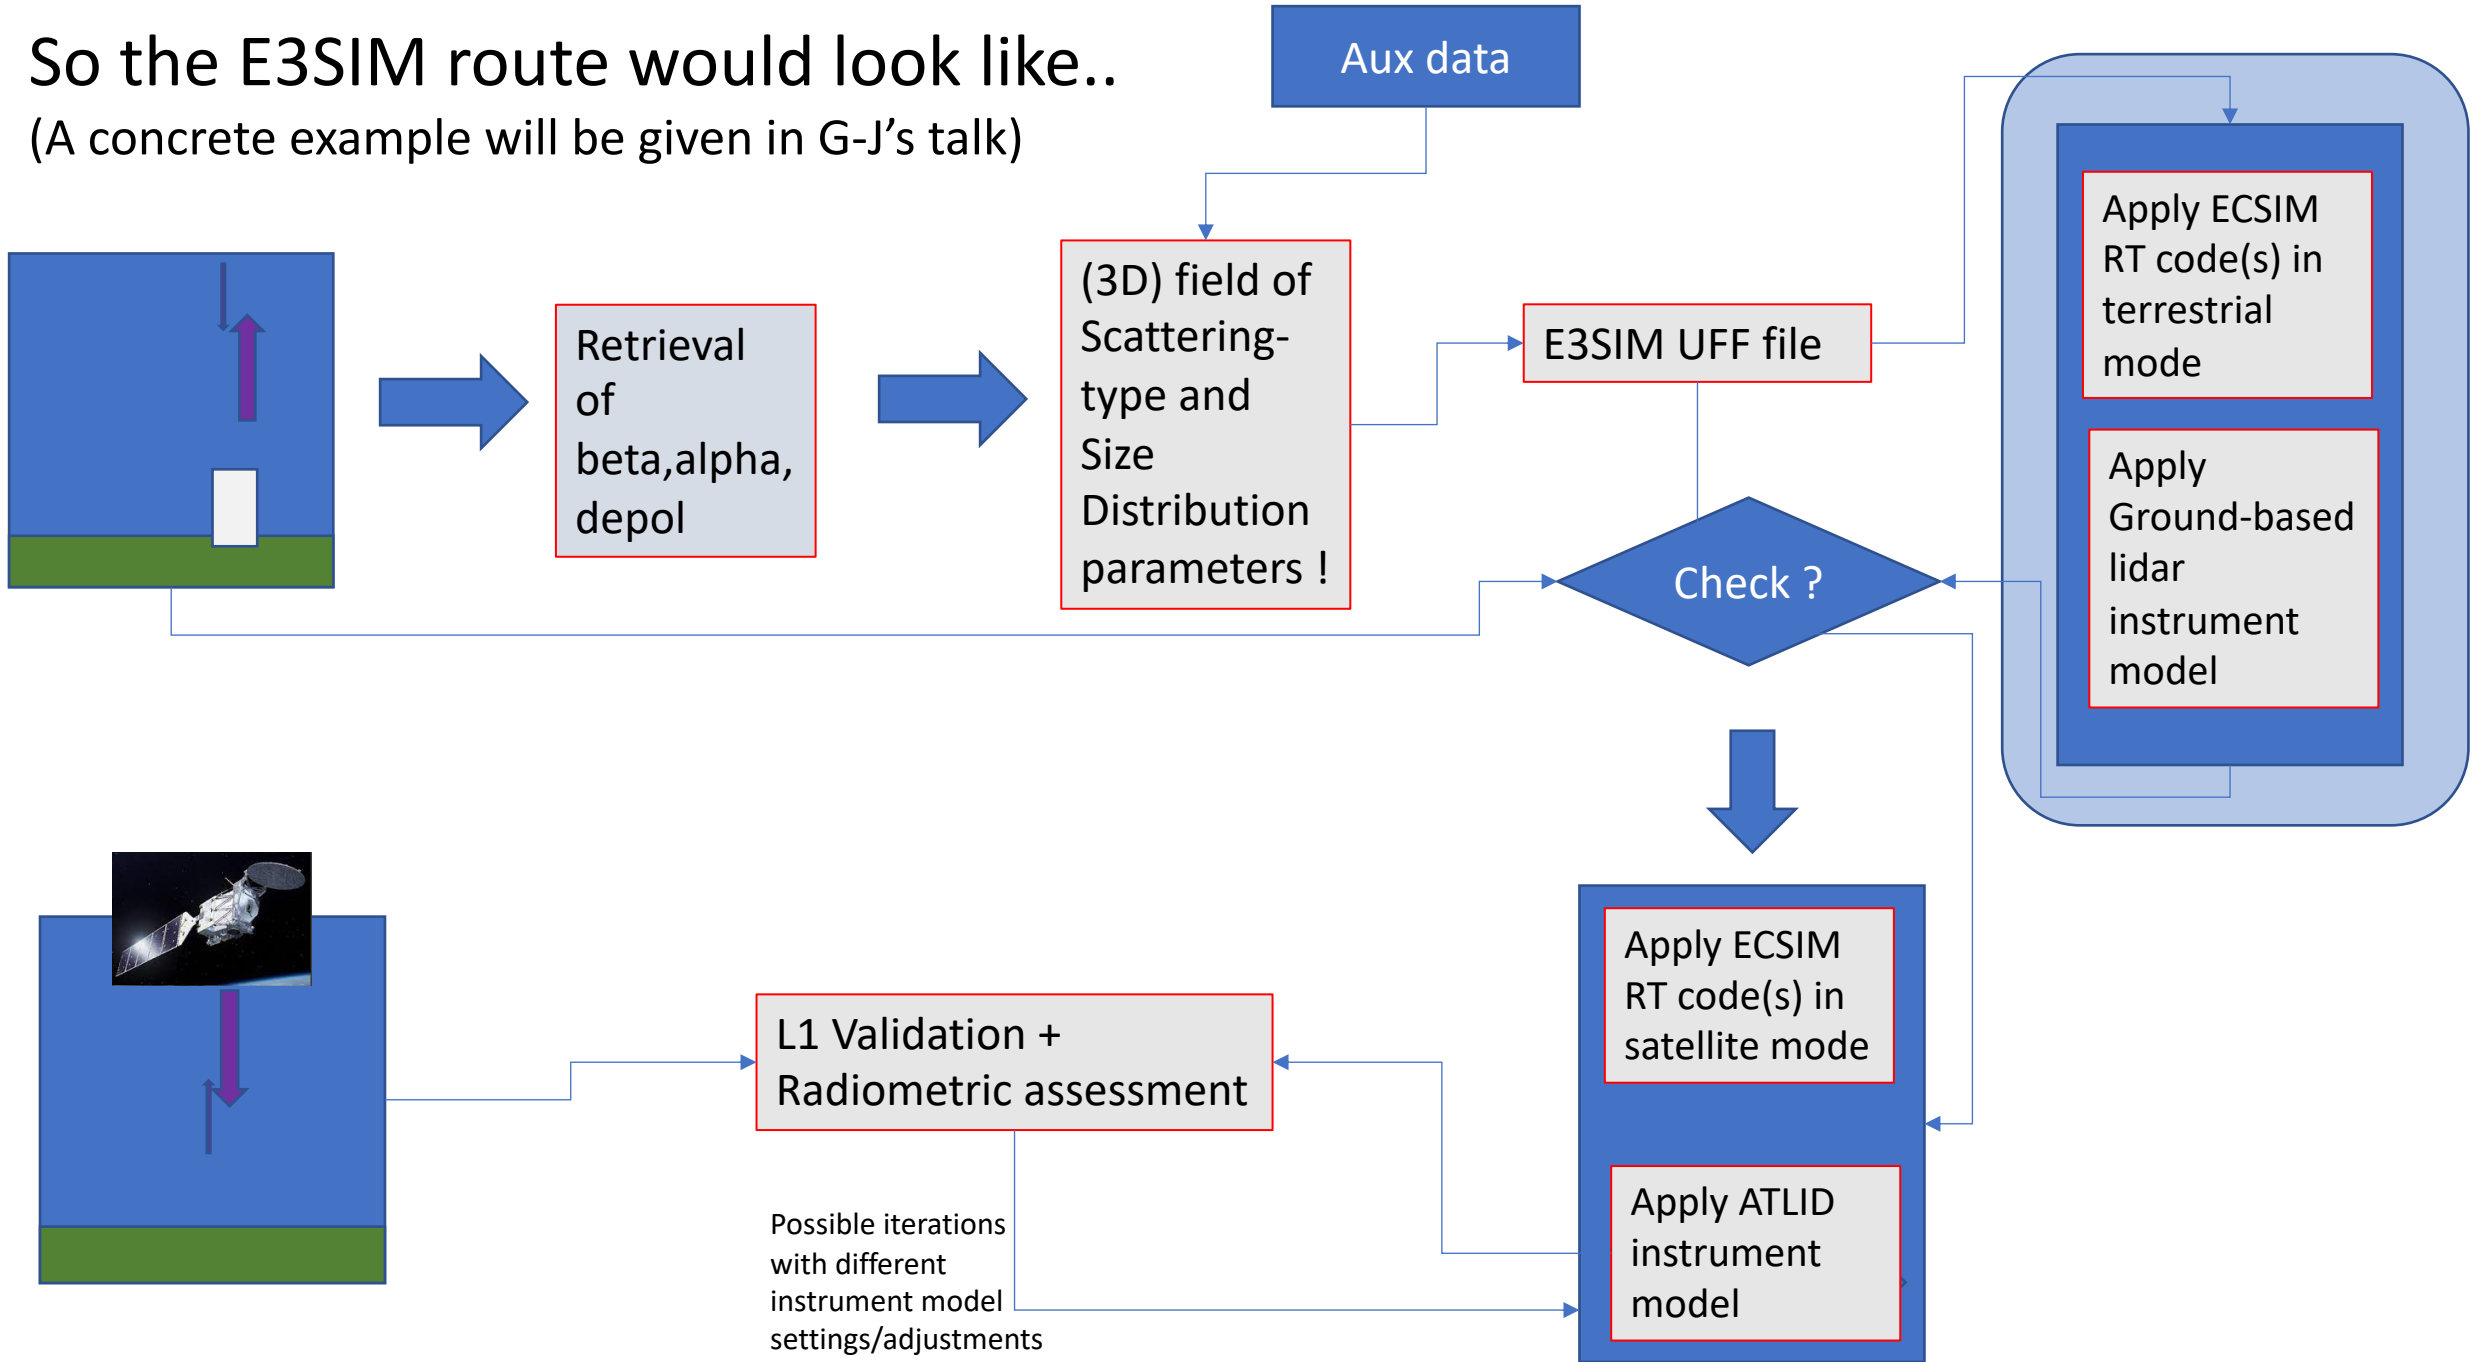 So the E3SIM route would look like..
(A concrete example will be given in G-J’s talk)
Aux data
Retrieval
of
beta,alpha,
depol
(3D) field of
Scattering-
type and
Size
Distribution
parameters !
E3SIM UFF file
Apply ECSIM
RT code(s) in
terrestrial
mode
Apply
Ground-based
lidar
instrument
model
Check ?
Apply ECSIM
RT code(s) in
satellite mode
Apply ATLID
instrument
model
L1 Validation +
Radiometric assessment
Possible iterations
with different
instrument model
settings/adjustments